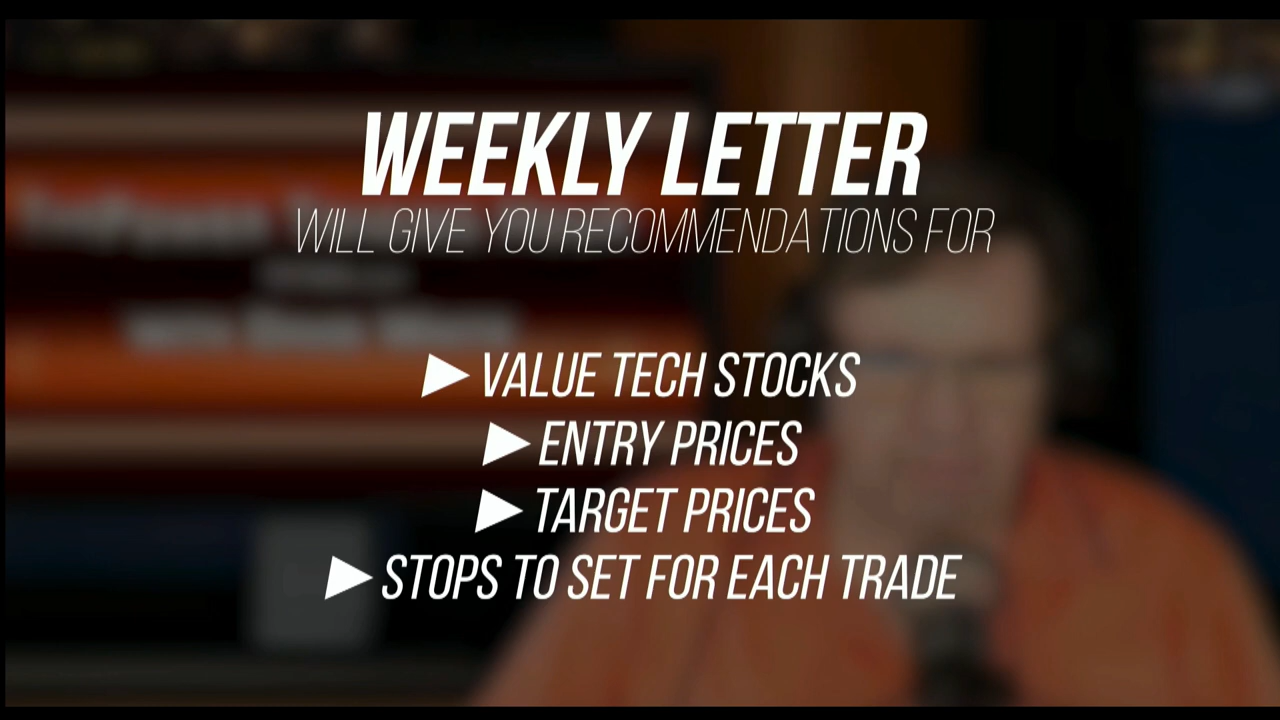 WEEKLY LETTER
WILL GIVE YOU RECOMMENDATIONS FOR
▶ VALUE TECH STOCKS
▶ ENTRY PRICES
▶ TARGET PRICES
▶ STOPS TO SET FOR EACH TRADE